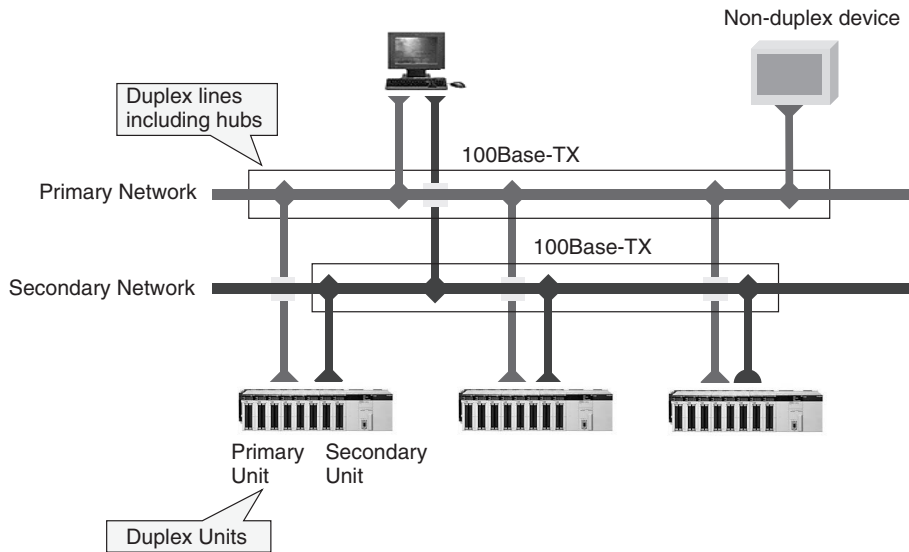 Non-duplex device
Duplex lines
including hubs
100Base-TX
Primary Network
100Base-TX
Secondary Network
Primary
Unit
Secondary
Unit
Duplex Units